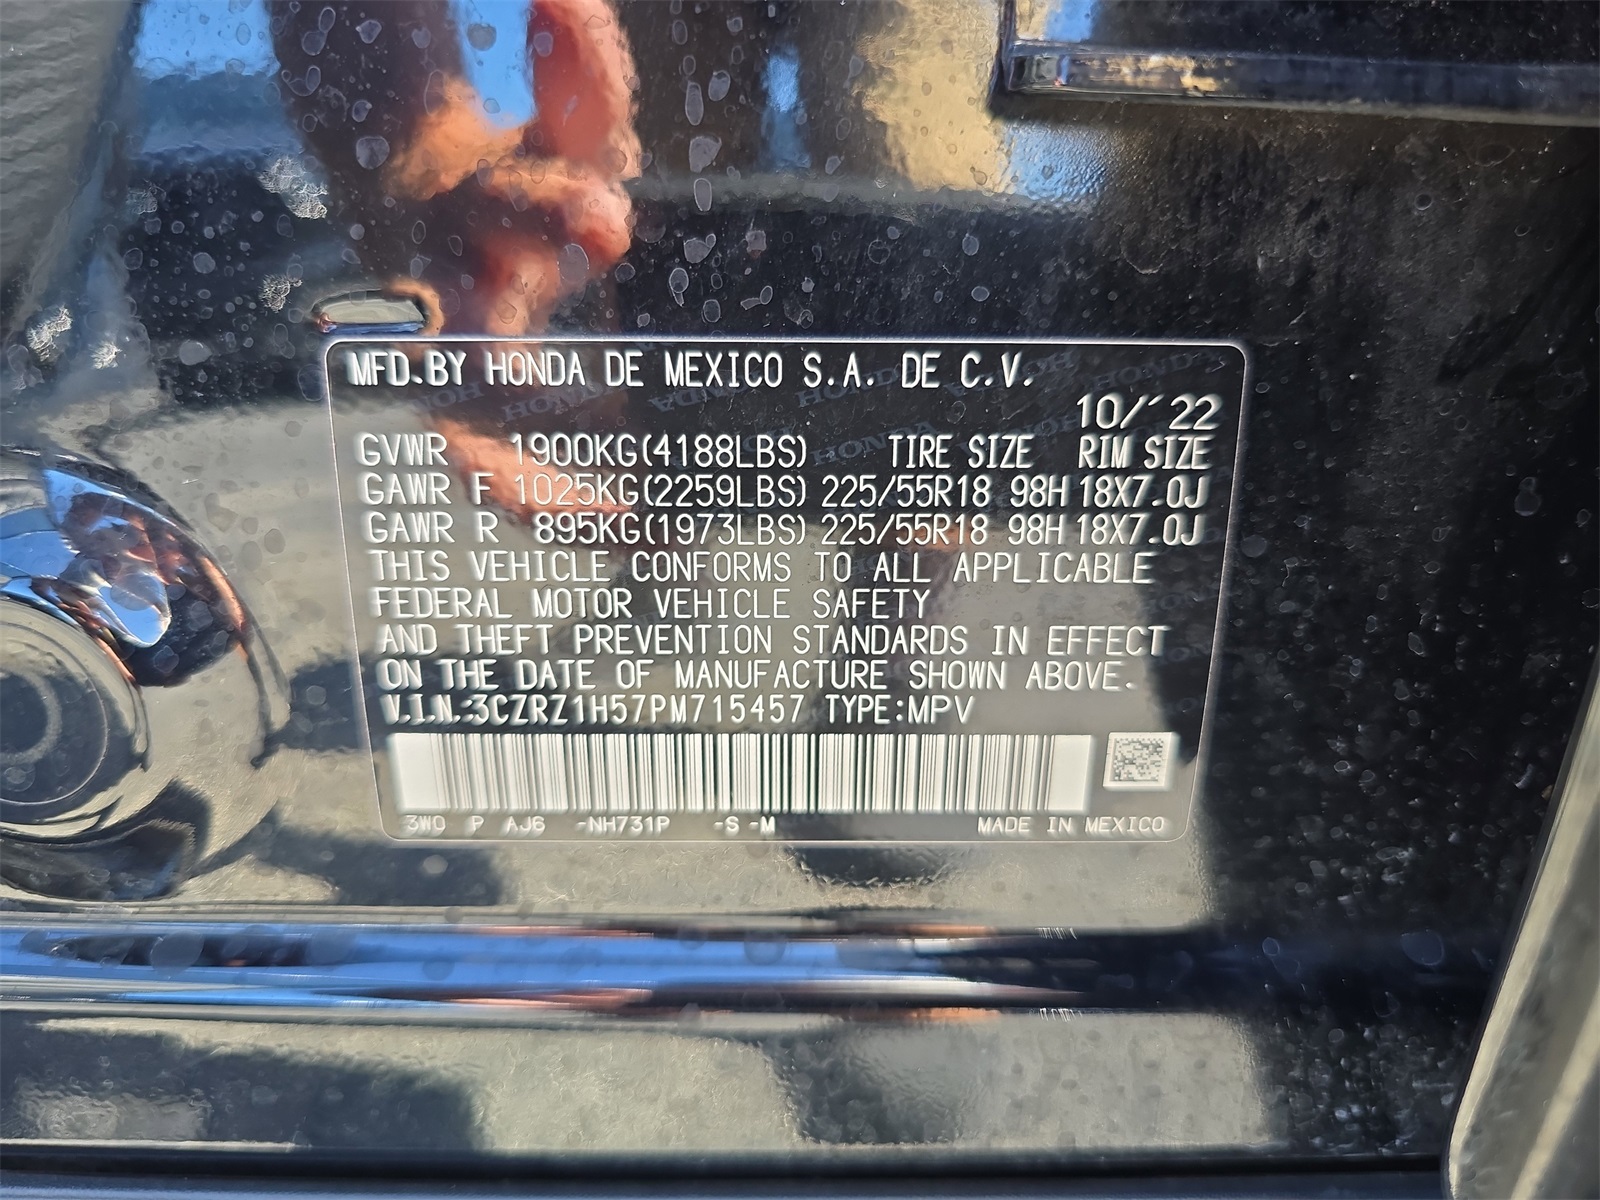 MFD.BY HONDA DE MEXICO S.A. DE C.V.
10/´22
GVWR 1900KG(4188LBS) TIRE SIZE RIM SIZE
GAWR F 1025KG(2259LBS) 225/55R18 98H 18X7.0J
GAWR R 895KG(1973LBS) 225/55R18 98H 18X7.0J
THIS VEHICLE CONFORMS TO ALL APPLICABLE
FEDERAL MOTOR VEHICLE SAFETY
AND THEFT PREVENTION STANDARDS IN EFFECT
ON THE DATE OF MANUFACTURE SHOWN ABOVE.
V.I.N.:3CZRZ1H57PM715457 TYPE:MPV
3W0 P AJ6 -NH731P -S -M MADE IN MEXICO